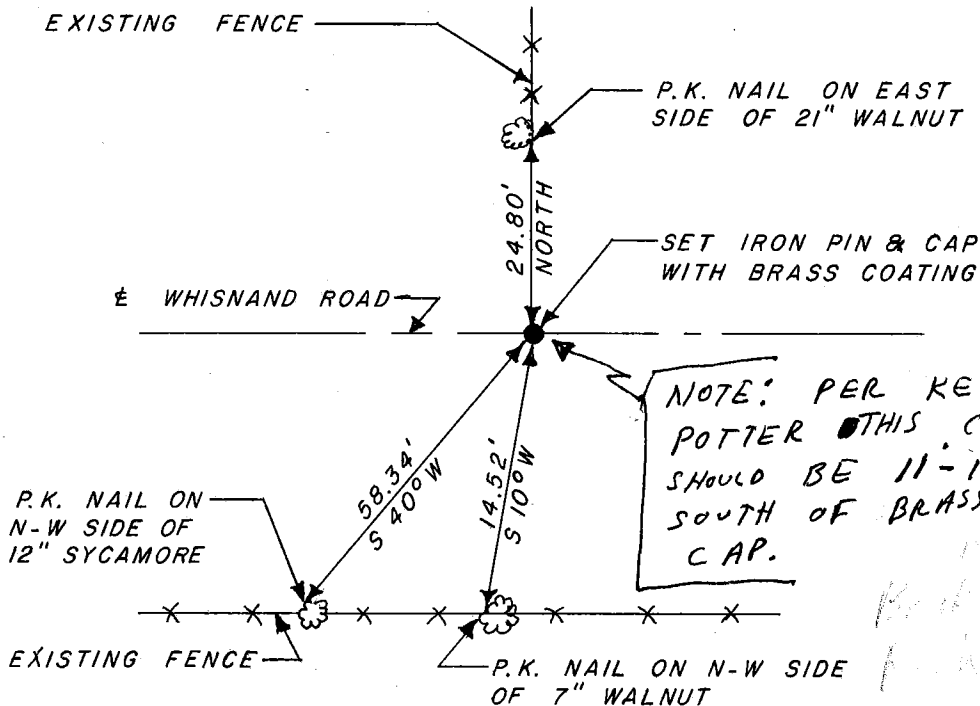 EXISTING FENCE
P.K. NAIL ON EAST
SIDE OF 21" WALNUT
24.80'
NORTH
SET IRON PIN & CAP
WITH BRASS COATING
℄ WHISNAND ROAD
NOTE: PER KE
POTTER THIS C
SHOULD BE 11-1
SOUTH OF BRASS
CAP.
58.34'
S 40° W
14.52'
S 10° W
P.K. NAIL ON
N-W SIDE OF
12" SYCAMORE
EXISTING FENCE
P.K. NAIL ON N-W SIDE
OF 7" WALNUT